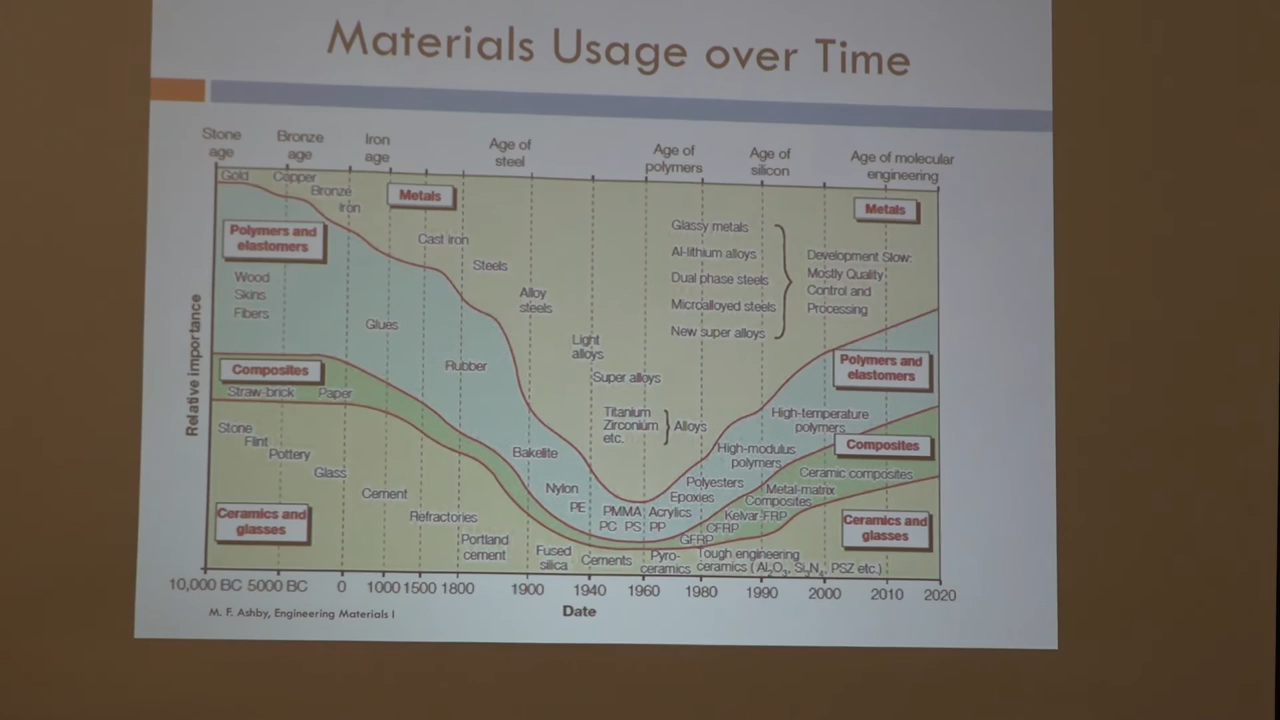 Materials Usage over Time
Stone
age
Bronze
age
Iron
age
Age of
steel
Age of
polymers
Age of
silicon
Age of molecular
engineering
Gold
Copper
Bronze
Iron
Metals
Metals
Polymers and
elastomers
Wood
Skins
Fibers
Glues
Cast iron
Steels
Alloy
steels
Rubber
Light
alloys
Super alloys
Titanium
Zirconium
etc.
Alloys
Glassy metals
Al-lithium alloys
Dual phase steels
Microalloyed steels
New super alloys
Development Slow:
Mostly Quality
Control and
Processing
Polymers and
elastomers
Composites
Straw-brick
Paper
Bakelite
Nylon
PE
PMMA
Acrylics
PC
PS
PP
Epoxies
Polyesters
High-modulus
polymers
High-temperature
polymers
Composites
Ceramic composites
Metal-matrix
Composites
Kelvar-FRP
CFRP
GFRP
Stone
Flint
Pottery
Glass
Cement
Refractories
Portland
cement
Fused
silica
Cements
Pyro-
ceramics
Tough engineering
ceramics ( Al2O3, Si3N4, PSZ etc.)
Ceramics and
glasses
Ceramics and
glasses
Relative importance
10,000 BC 5000 BC 0 1000 1500 1800 1900 1940 1960 1980 1990 2000 2010 2020
Date
M. F. Ashby, Engineering Materials I